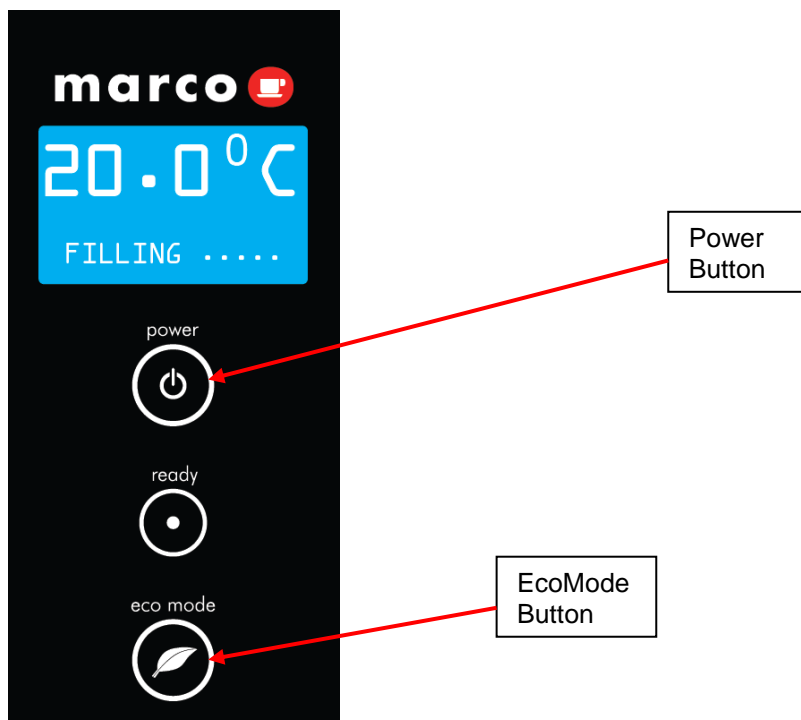 marco
20.0°C
FILLING .....
power
Power
Button
ready
eco mode
EcoMode
Button